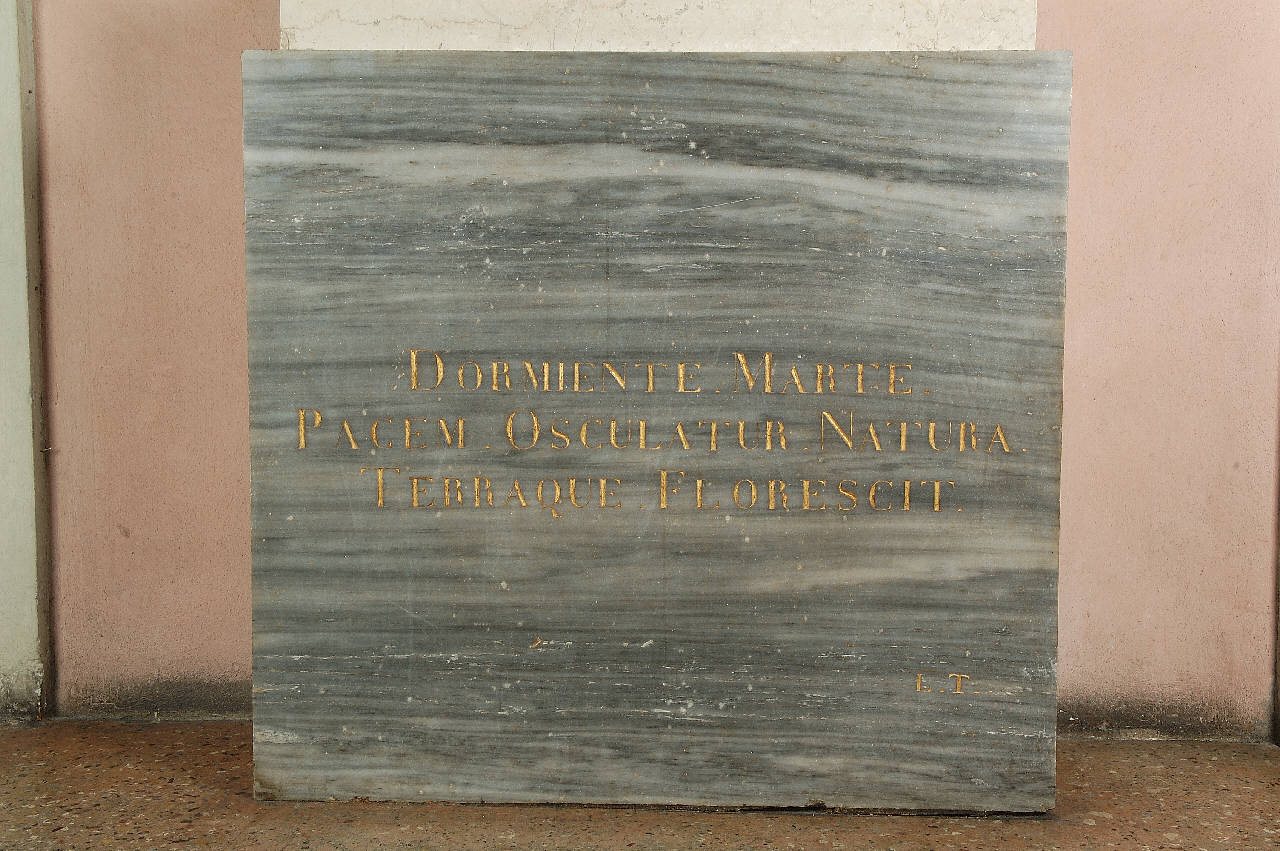 DORMIENTE . MARTE .
PACEM . OSCULATUR . NATURA .
TERRAQUE . FLORESCIT .
L . T .